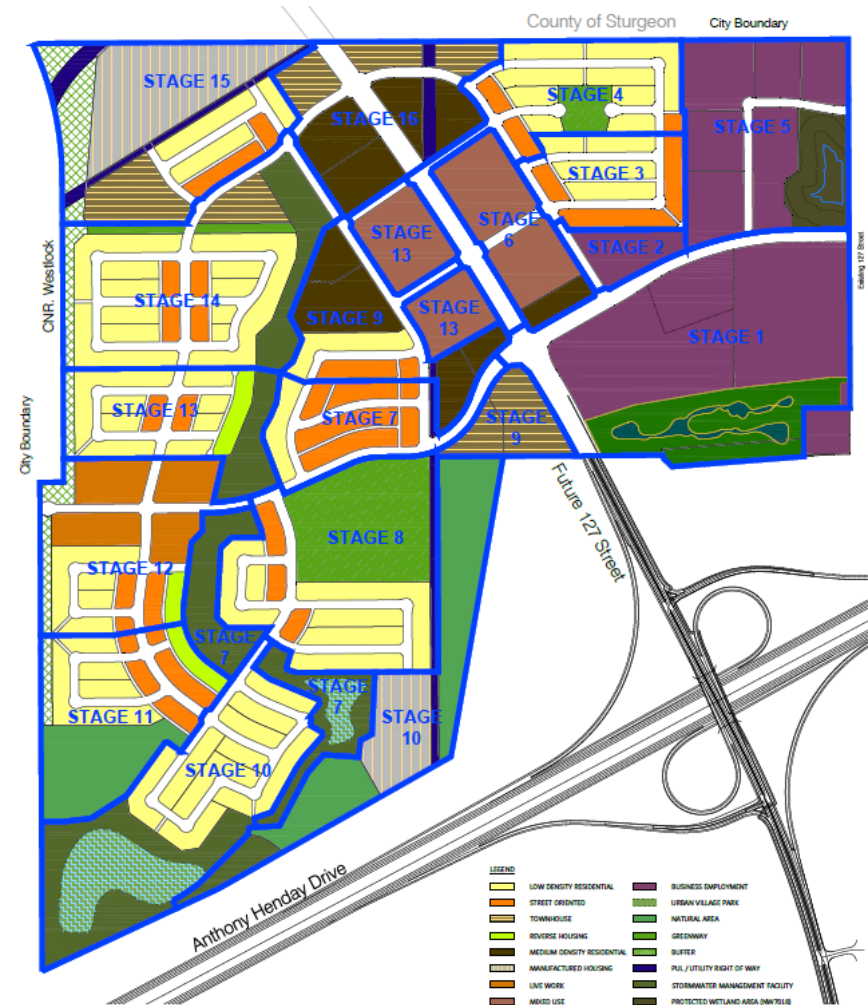 County of Sturgeon
City Boundary
STAGE 15
STAGE 4
STAGE 16
STAGE 5
STAGE 3
STAGE
6
STAGE
13
STAGE 2
Existing 127 Street
CNR. Westlock
STAGE 14
STAGE 9
STAGE
13
STAGE 1
STAGE 13
STAGE 7
STAGE
9
City Boundary
Future 127 Street
STAGE 8
STAGE 12
STAGE
7
STAGE
7
STAGE 11
STAGE
10
STAGE 10
Anthony Henday Drive
LEGEND
LOW DENSITY RESIDENTIAL
STREET ORIENTED
TOWNHOUSE
REVERSE HOUSING
MEDIUM DENSITY RESIDENTIAL
MANUFACTURED HOUSING
LIVE WORK
MIXED USE
BUSINESS EMPLOYMENT
URBAN VILLAGE PARK
NATURAL AREA
GREENWAY
BUFFER
PUL / UTILITY RIGHT OF WAY
STORMWATER MANAGEMENT FACILITY
PROTECTED WETLAND AREA (NW7018)